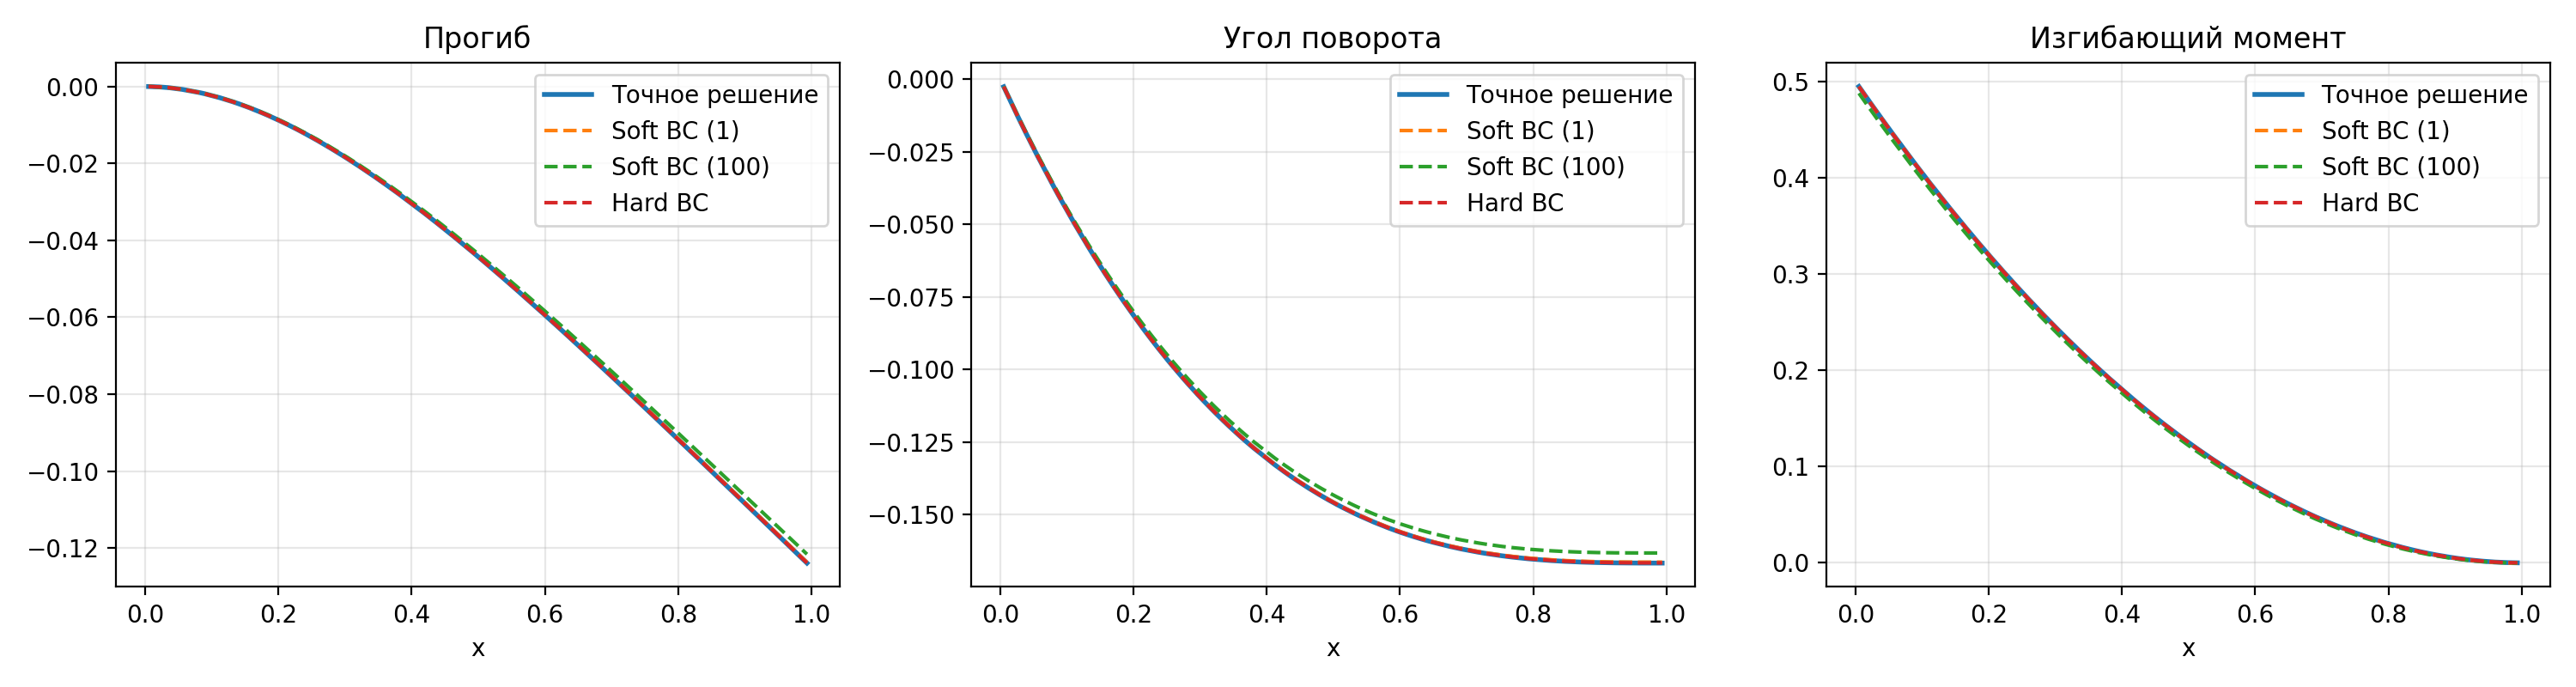 Прогиб
0.00
−0.02
−0.04
−0.06
−0.08
−0.10
−0.12
0.0 0.2 0.4 0.6 0.8 1.0
x
Точное решение
Soft BC (1)
Soft BC (100)
Hard BC
Угол поворота
0.000
−0.025
−0.050
−0.075
−0.100
−0.125
−0.150
0.0 0.2 0.4 0.6 0.8 1.0
x
Точное решение
Soft BC (1)
Soft BC (100)
Hard BC
Изгибающий момент
0.5
0.4
0.3
0.2
0.1
0.0
0.0 0.2 0.4 0.6 0.8 1.0
x
Точное решение
Soft BC (1)
Soft BC (100)
Hard BC